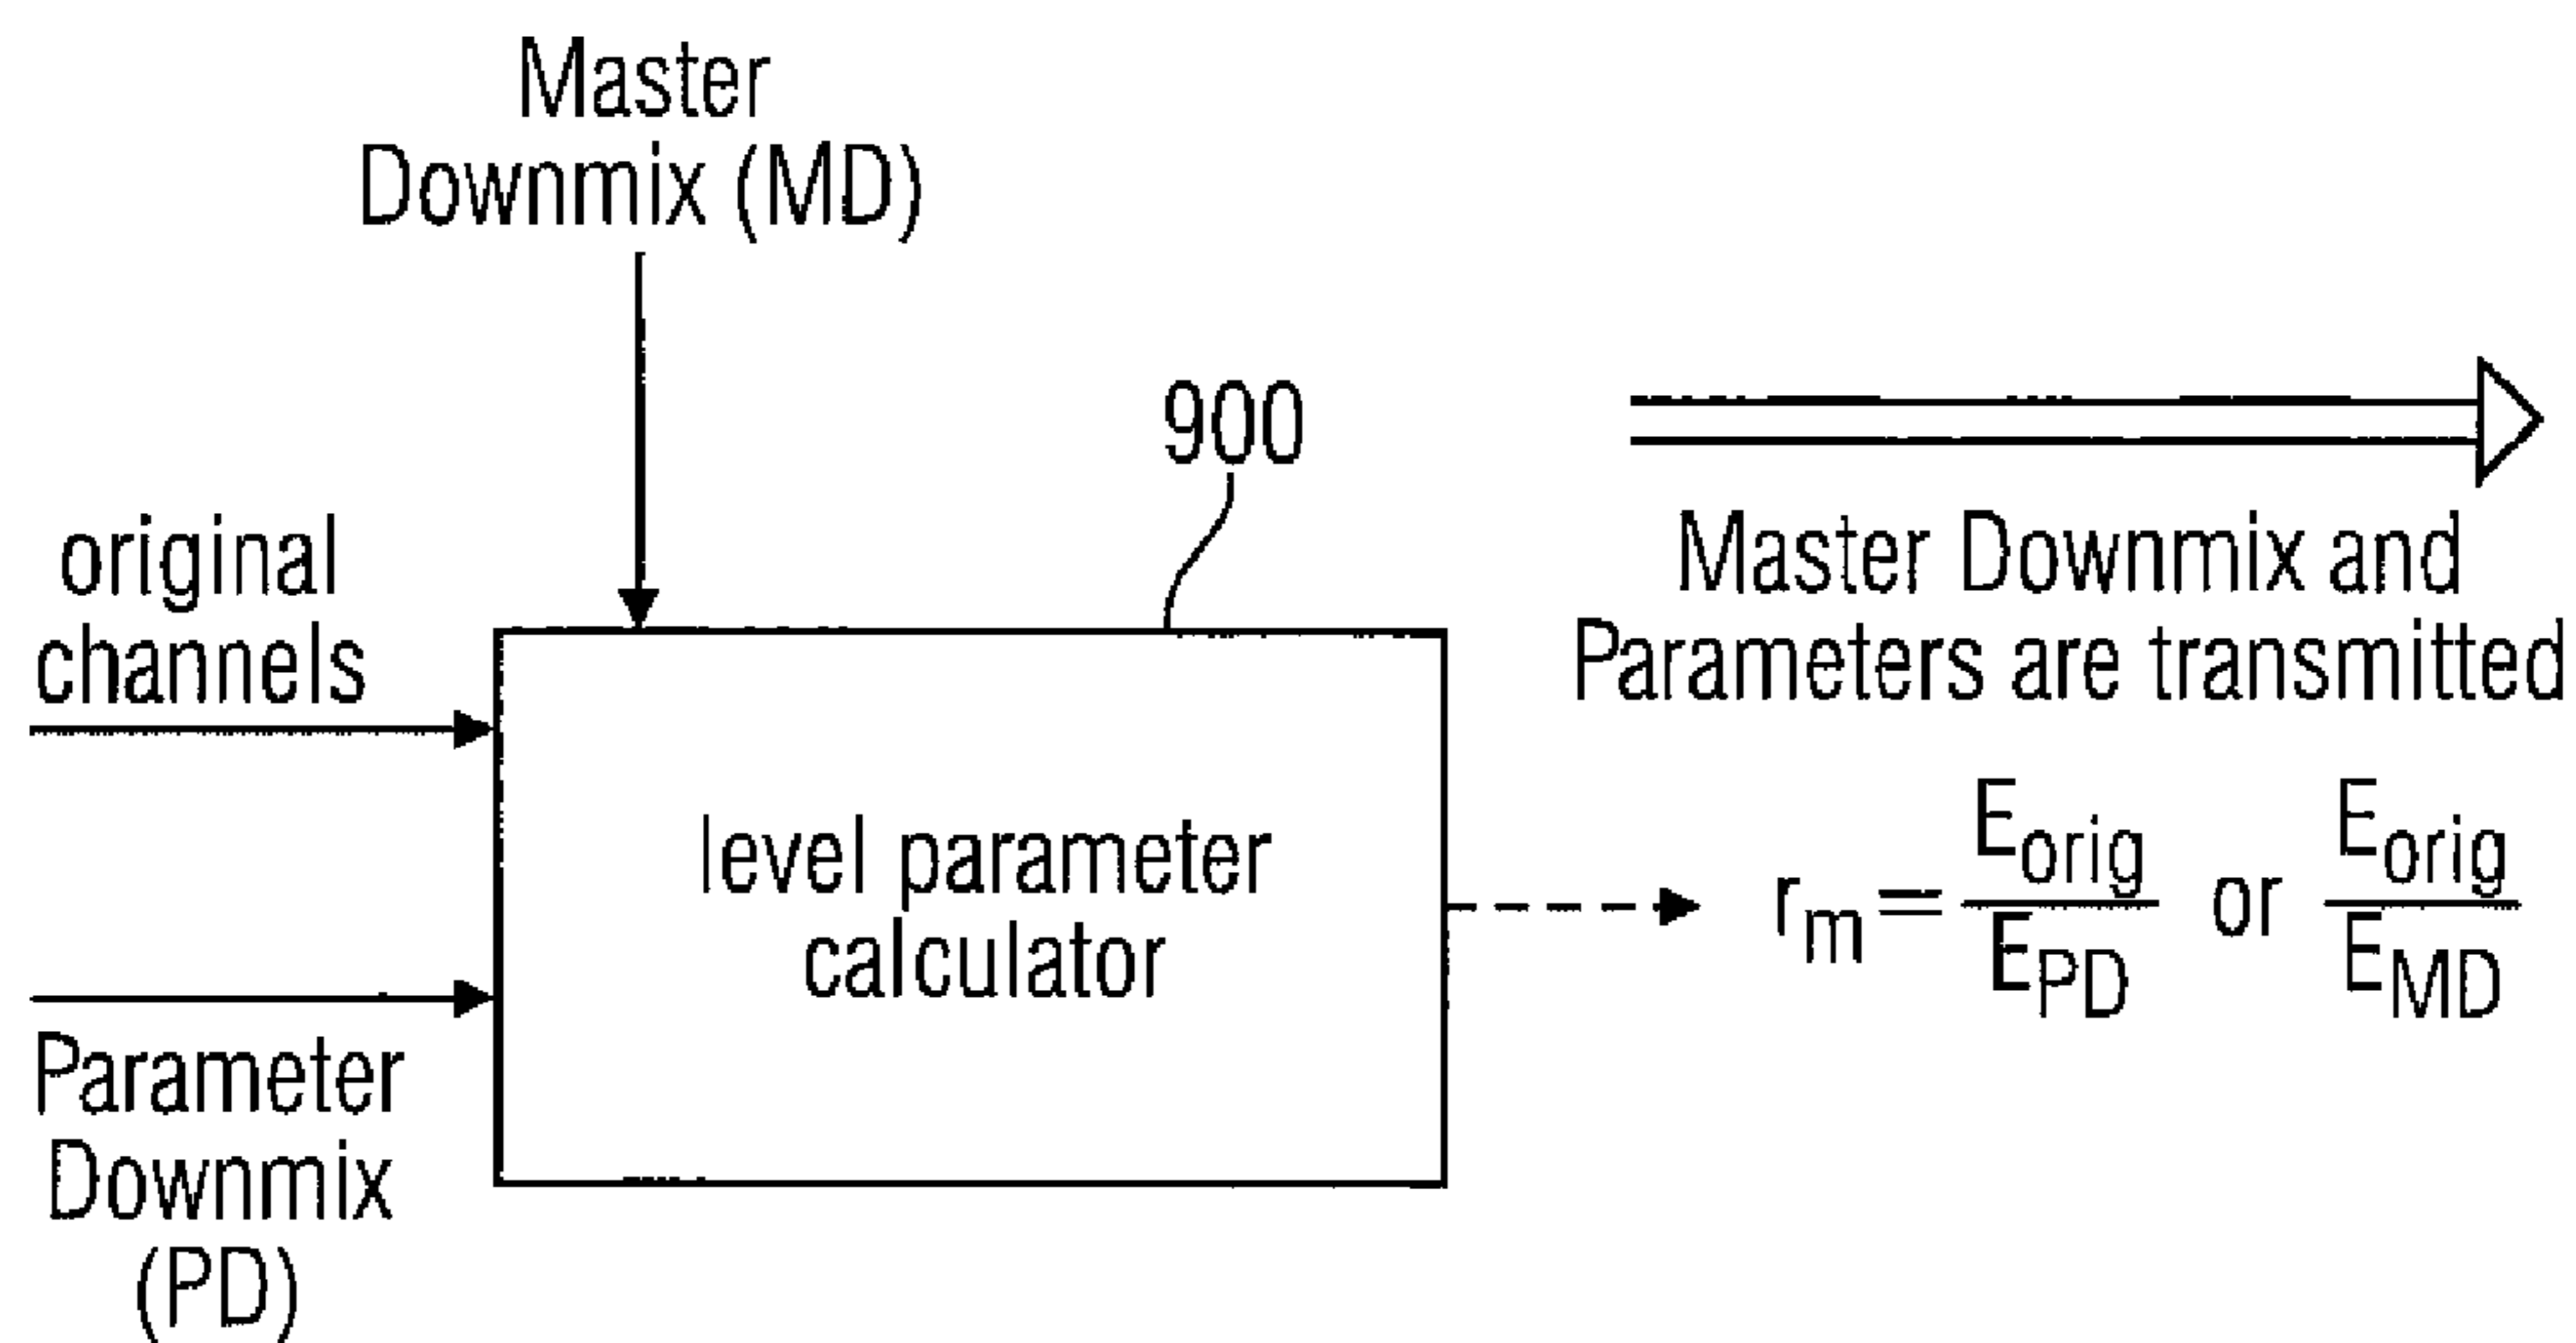 Master
Downmix (MD)
900
original
channels
Master Downmix and
Parameters are transmitted
level parameter
calculator
r_m = E_orig / E_PD or E_orig / E_MD
Parameter
Downmix
(PD)